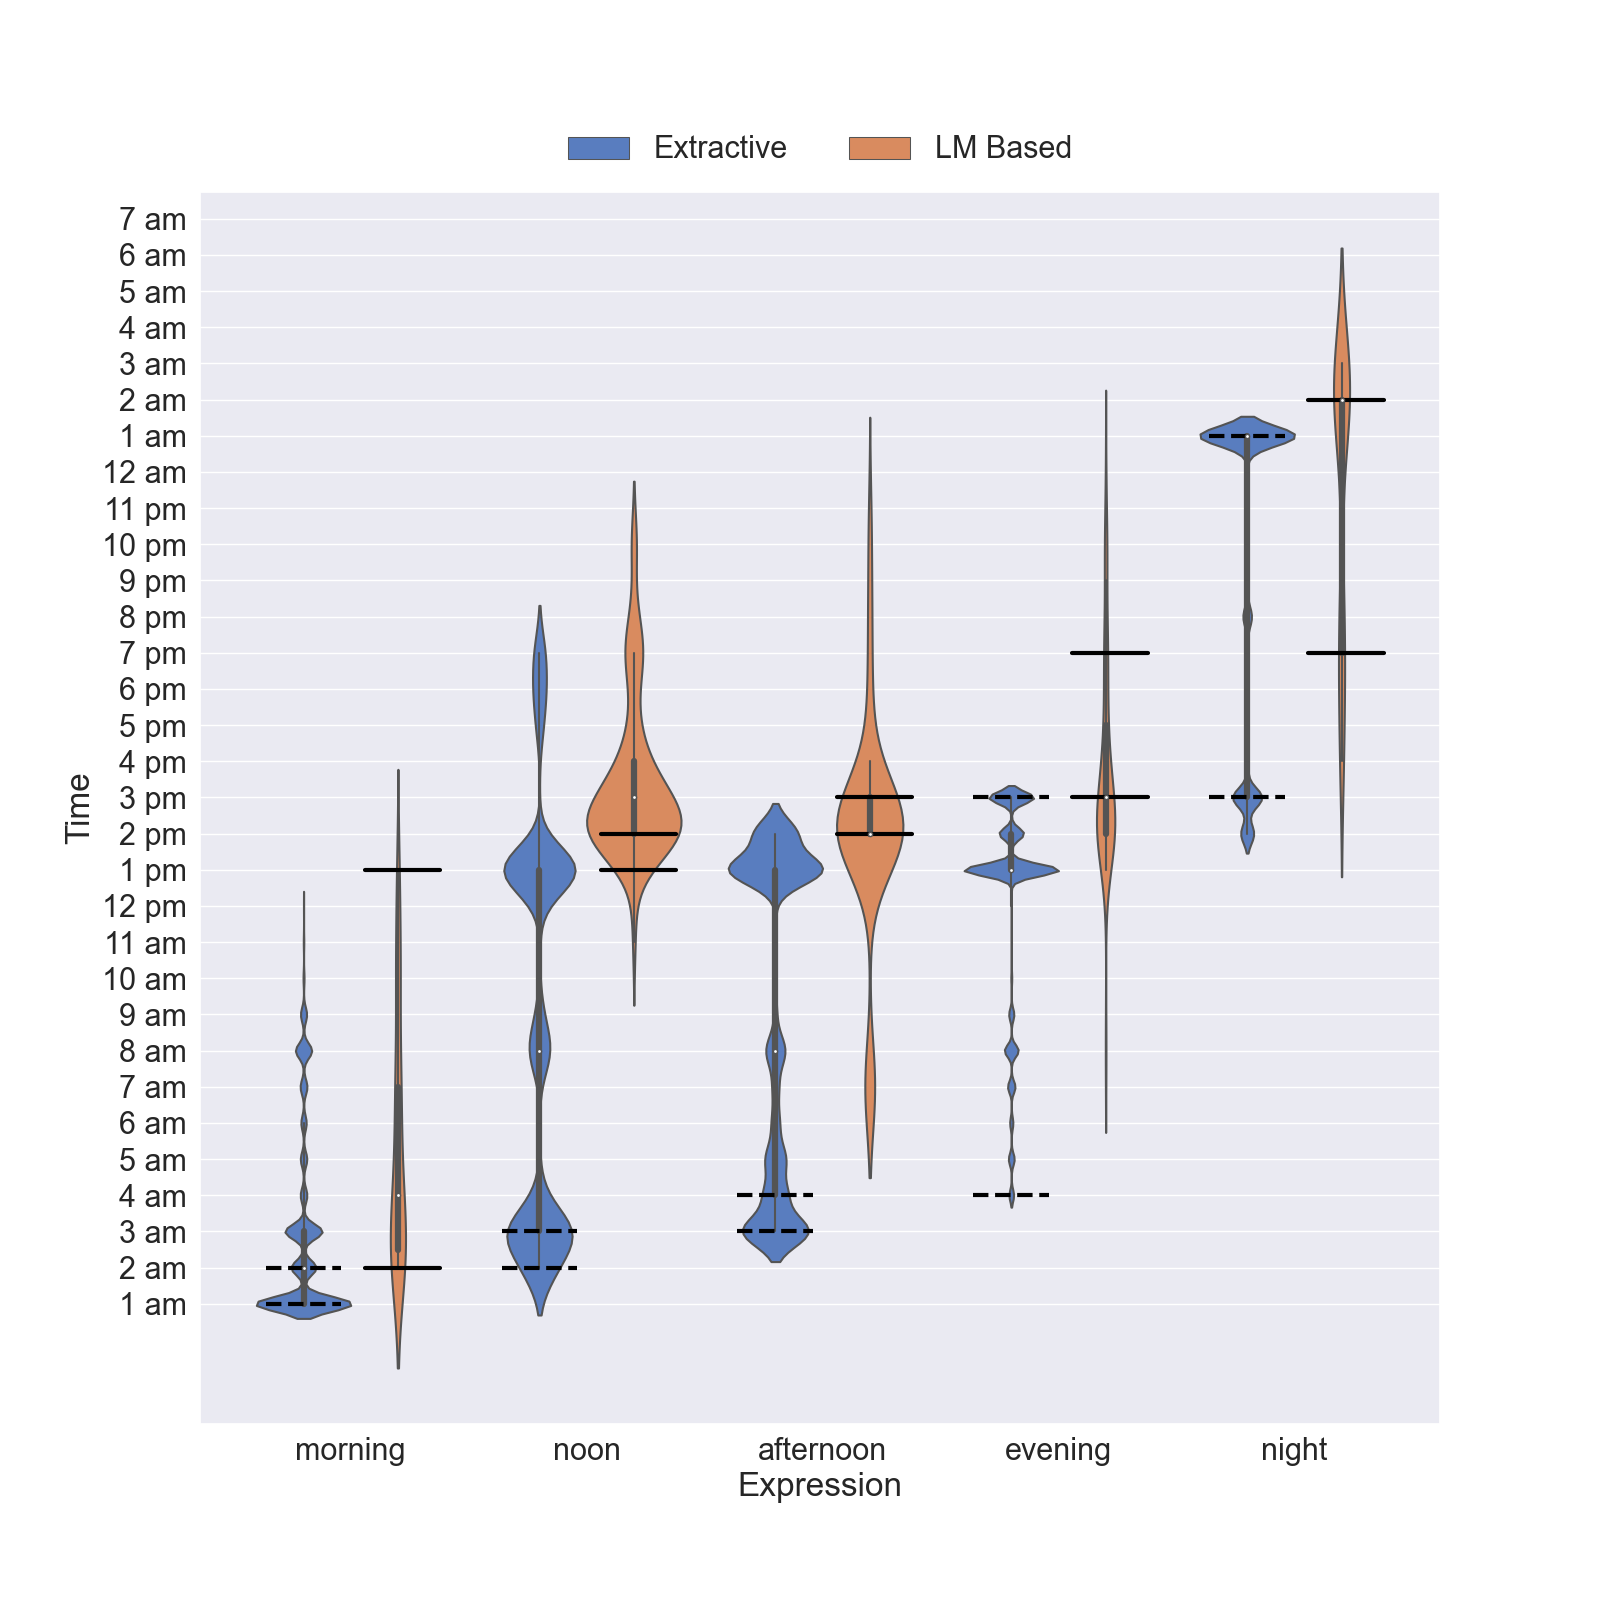 Extractive
LM Based
7 am
6 am
5 am
4 am
3 am
2 am
1 am
12 am
11 pm
10 pm
9 pm
8 pm
7 pm
6 pm
5 pm
4 pm
3 pm
2 pm
1 pm
12 pm
11 am
10 am
9 am
8 am
7 am
6 am
5 am
4 am
3 am
2 am
1 am
Time
morning
noon
afternoon
evening
night
Expression